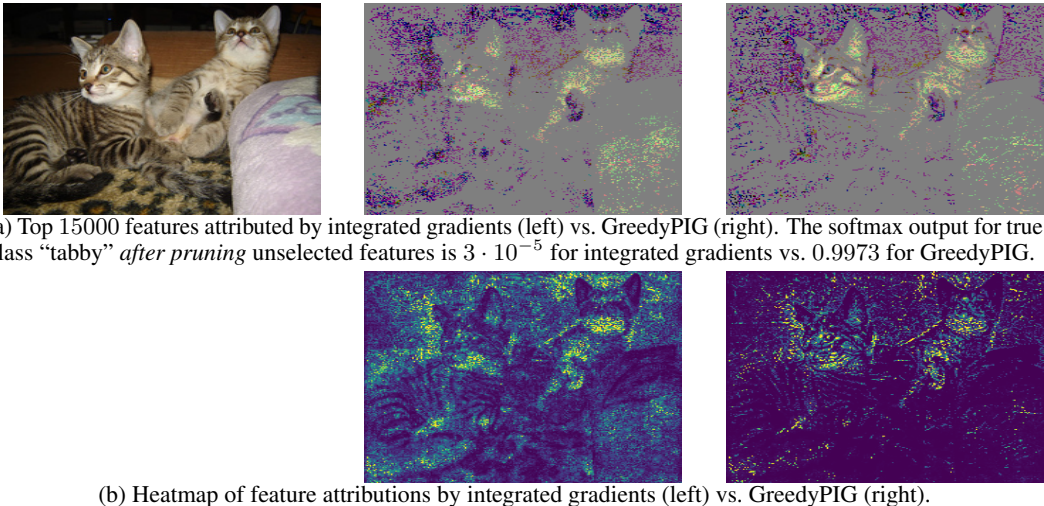 a) Top 15000 features attributed by integrated gradients (left) vs. GreedyPIG (right). The softmax output for true
lass “tabby” after pruning unselected features is 3 · 10⁻⁵ for integrated gradients vs. 0.9973 for GreedyPIG.
(b) Heatmap of feature attributions by integrated gradients (left) vs. GreedyPIG (right).